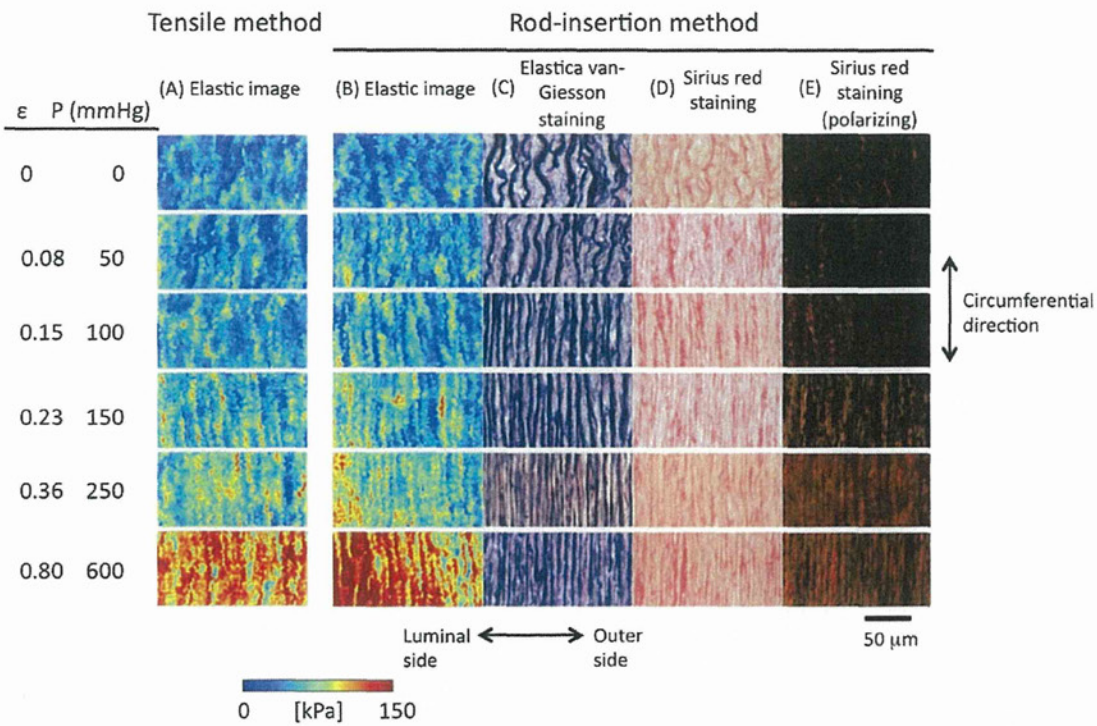 Tensile method Rod-insertion method
ε P (mmHg)
(A) Elastic image
(B) Elastic image
(C) Elastica van-
Giesson
staining
(D) Sirius red
staining
(E) Sirius red
staining
(polarizing)
0 0
0.08 50
0.15 100
0.23 150
0.36 250
0.80 600
Circumferential
direction
Luminal
side
Outer
side
50 μm
0 [kPa] 150